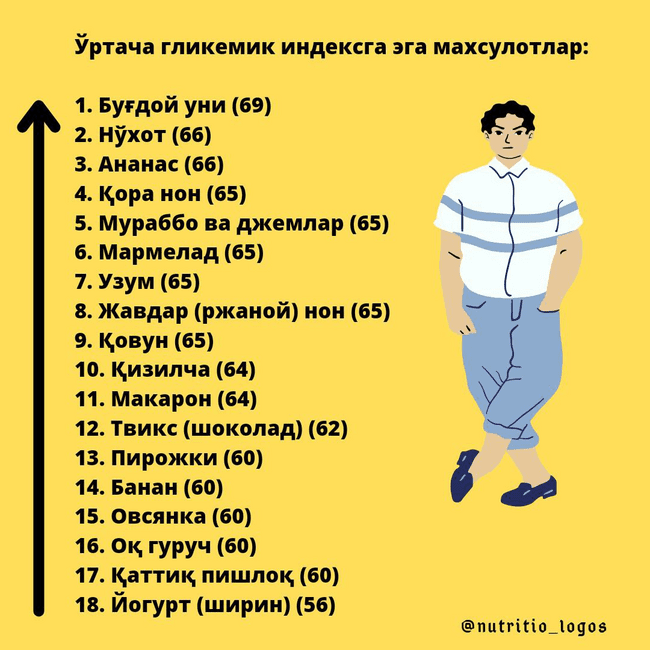 Ўртача гликемик индексга эга махсулотлар:
1. Буғдой уни (69)
2. Нўхот (66)
3. Ананас (66)
4. Қора нон (65)
5. Мураббо ва джемлар (65)
6. Мармелад (65)
7. Узум (65)
8. Жавдар (ржаной) нон (65)
9. Қовун (65)
10. Қизилча (64)
11. Макарон (64)
12. Твикс (шоколад) (62)
13. Пирожки (60)
14. Банан (60)
15. Овсянка (60)
16. Оқ гуруч (60)
17. Қаттиқ пишлоқ (60)
18. Йогурт (ширин) (56)
@nutritio_logos